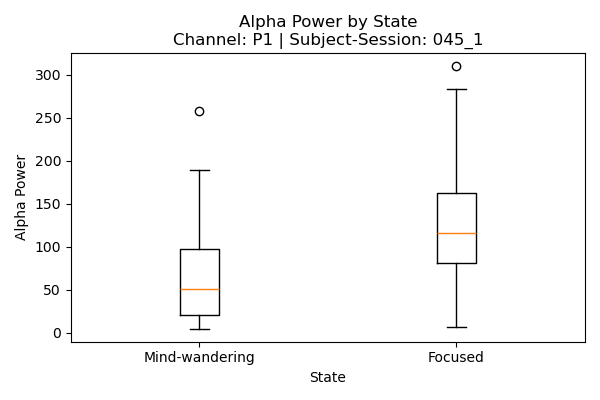 Alpha Power by State
Channel: P1 | Subject-Session: 045_1
Alpha Power
300
250
200
150
100
50
0
Mind-wandering
Focused
State